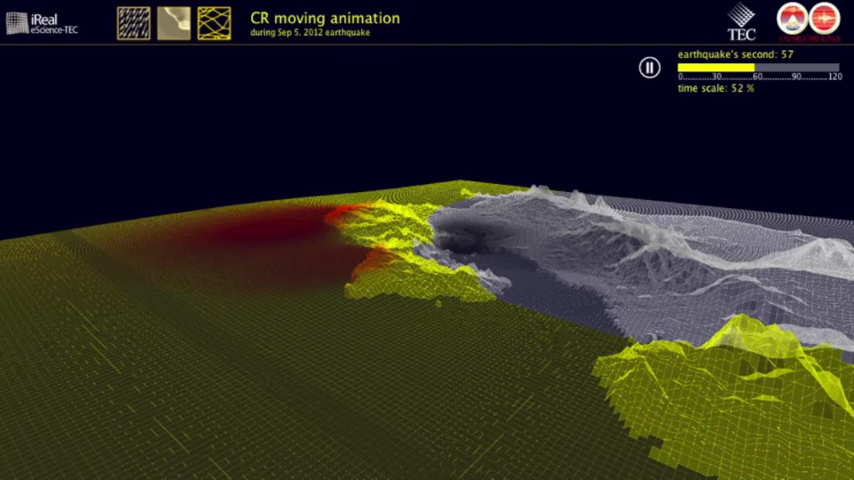 iReal
eScience-TEC
CR moving animation
during Sep 5, 2012 earthquake
TEC
earthquake's second: 57
0 30 60 90 120
time scale: 52 %